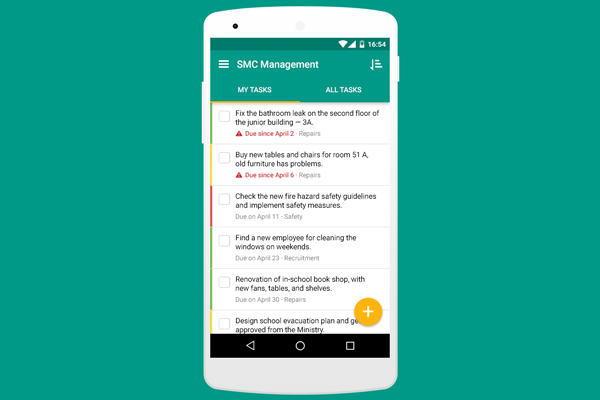 16:54
SMC Management
MY TASKS
ALL TASKS
Fix the bathroom leak on the second floor of
the junior building — 3A.
Due since April 2 · Repairs
Buy new tables and chairs for room 51 A,
old furniture has problems.
Due since April 6 · Repairs
Check the new fire hazard safety guidelines
and implement safety measures.
Due on April 11 · Safety
Find a new employee for cleaning the
windows on weekends.
Due on April 23 · Recruitment
Renovation of in-school book shop, with
new fans, tables, and shelves.
Due on April 30 · Repairs
Design school evacuation plan and
approved from the Ministry.